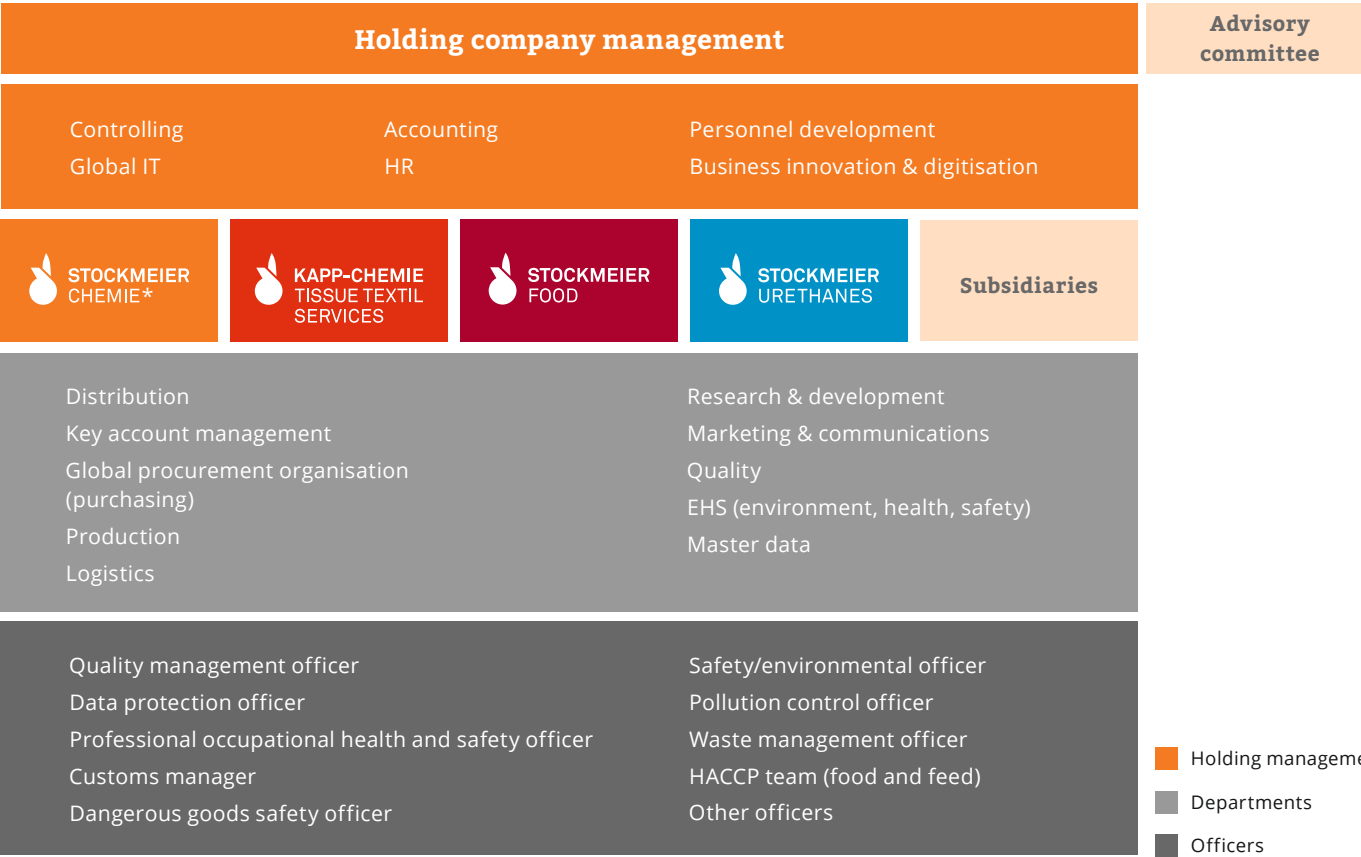 Holding company management
Advisory
committee
Controlling
Global IT
Accounting
HR
Personnel development
Business innovation & digitisation
STOCKMEIER
CHEMIE*
KAPP-CHEMIE
TISSUE TEXTIL
SERVICES
STOCKMEIER
FOOD
STOCKMEIER
URETHANES
Subsidiaries
Distribution
Key account management
Global procurement organisation
(purchasing)
Production
Logistics
Research & development
Marketing & communications
Quality
EHS (environment, health, safety)
Master data
Quality management officer
Data protection officer
Professional occupational health and safety officer
Customs manager
Dangerous goods safety officer
Safety/environmental officer
Pollution control officer
Waste management officer
HACCP team (food and feed)
Other officers
Holding manageme
Departments
Officers